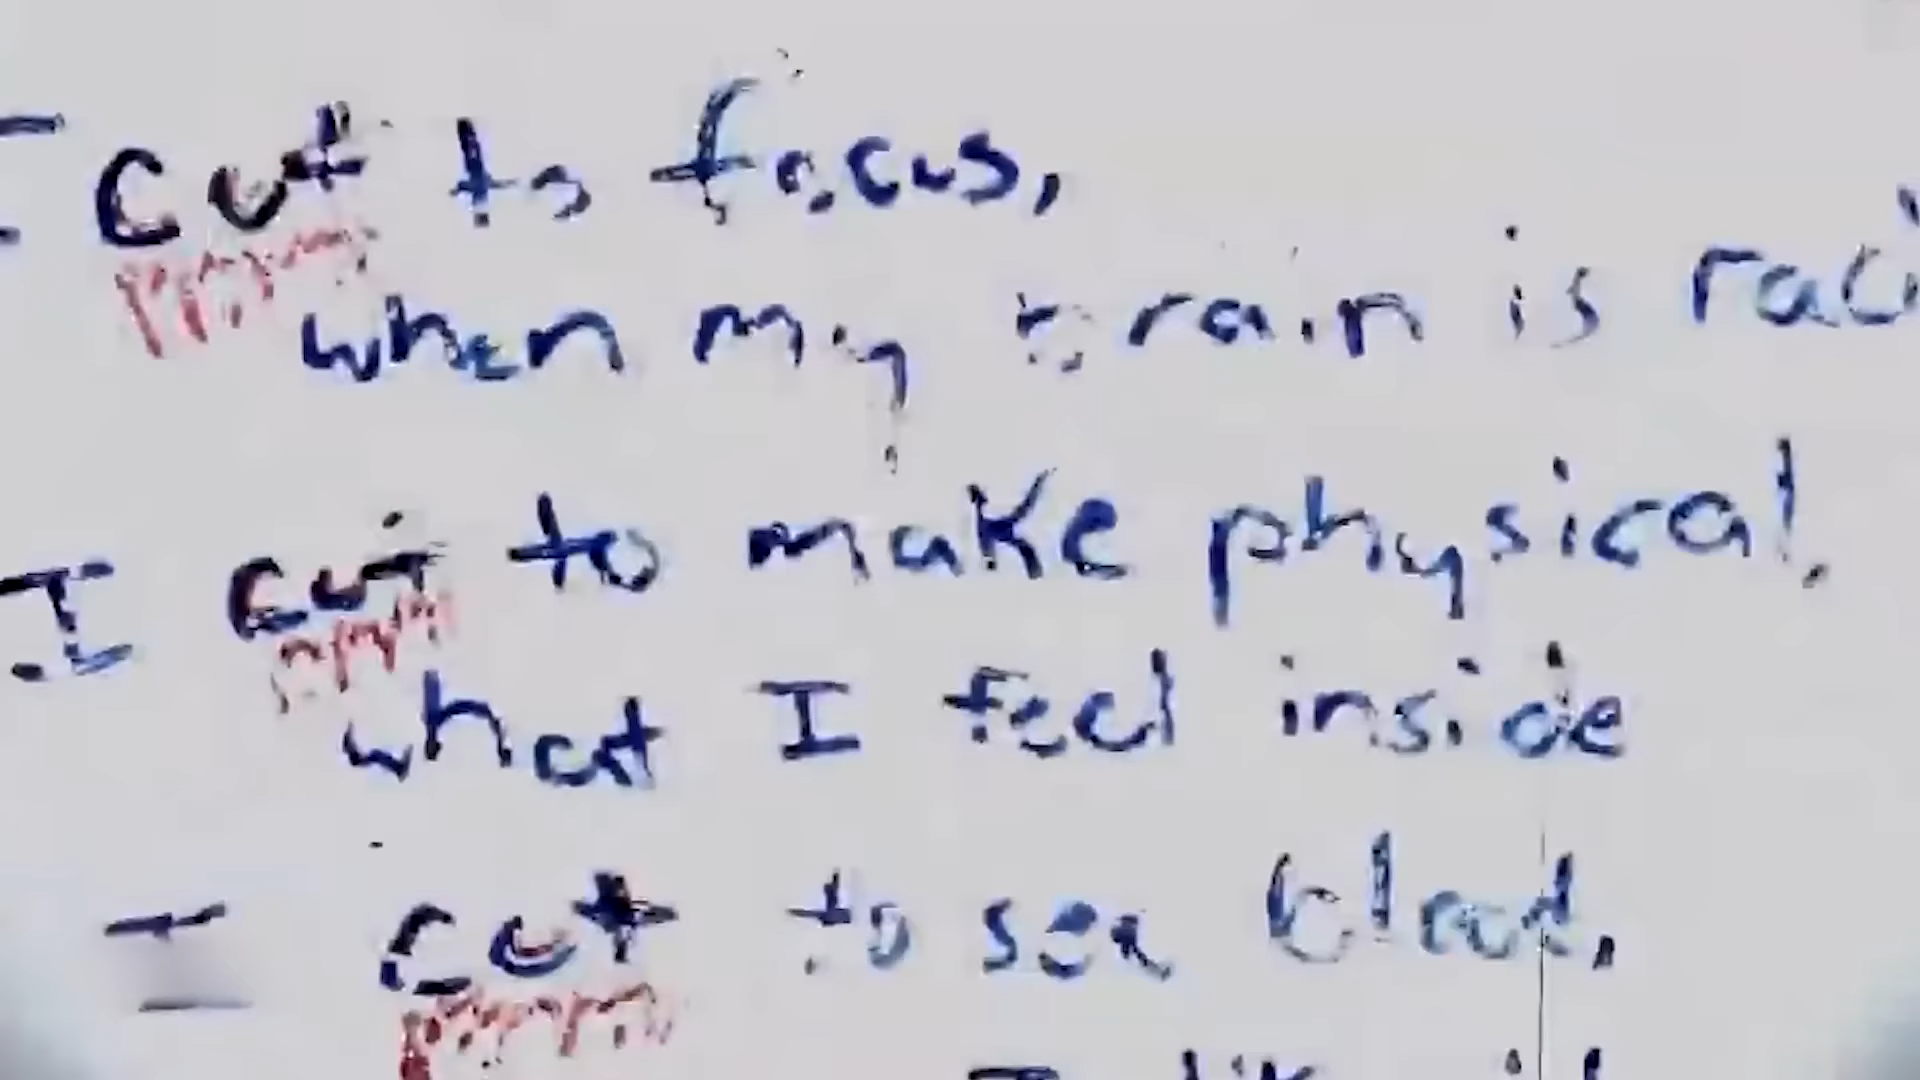 I cut to focus,
when my brain is
I cut to make physical,
what I feel inside
I cut to see blood,
I